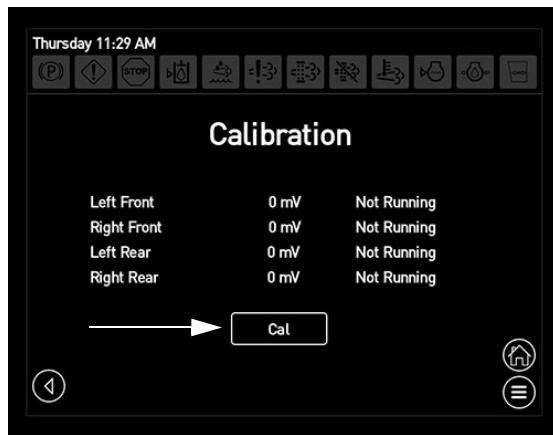 Thursday 11:29 AM
(P)
STOP
Calibration
Left Front 0 mV Not Running
Right Front 0 mV Not Running
Left Rear 0 mV Not Running
Right Rear 0 mV Not Running
Cal